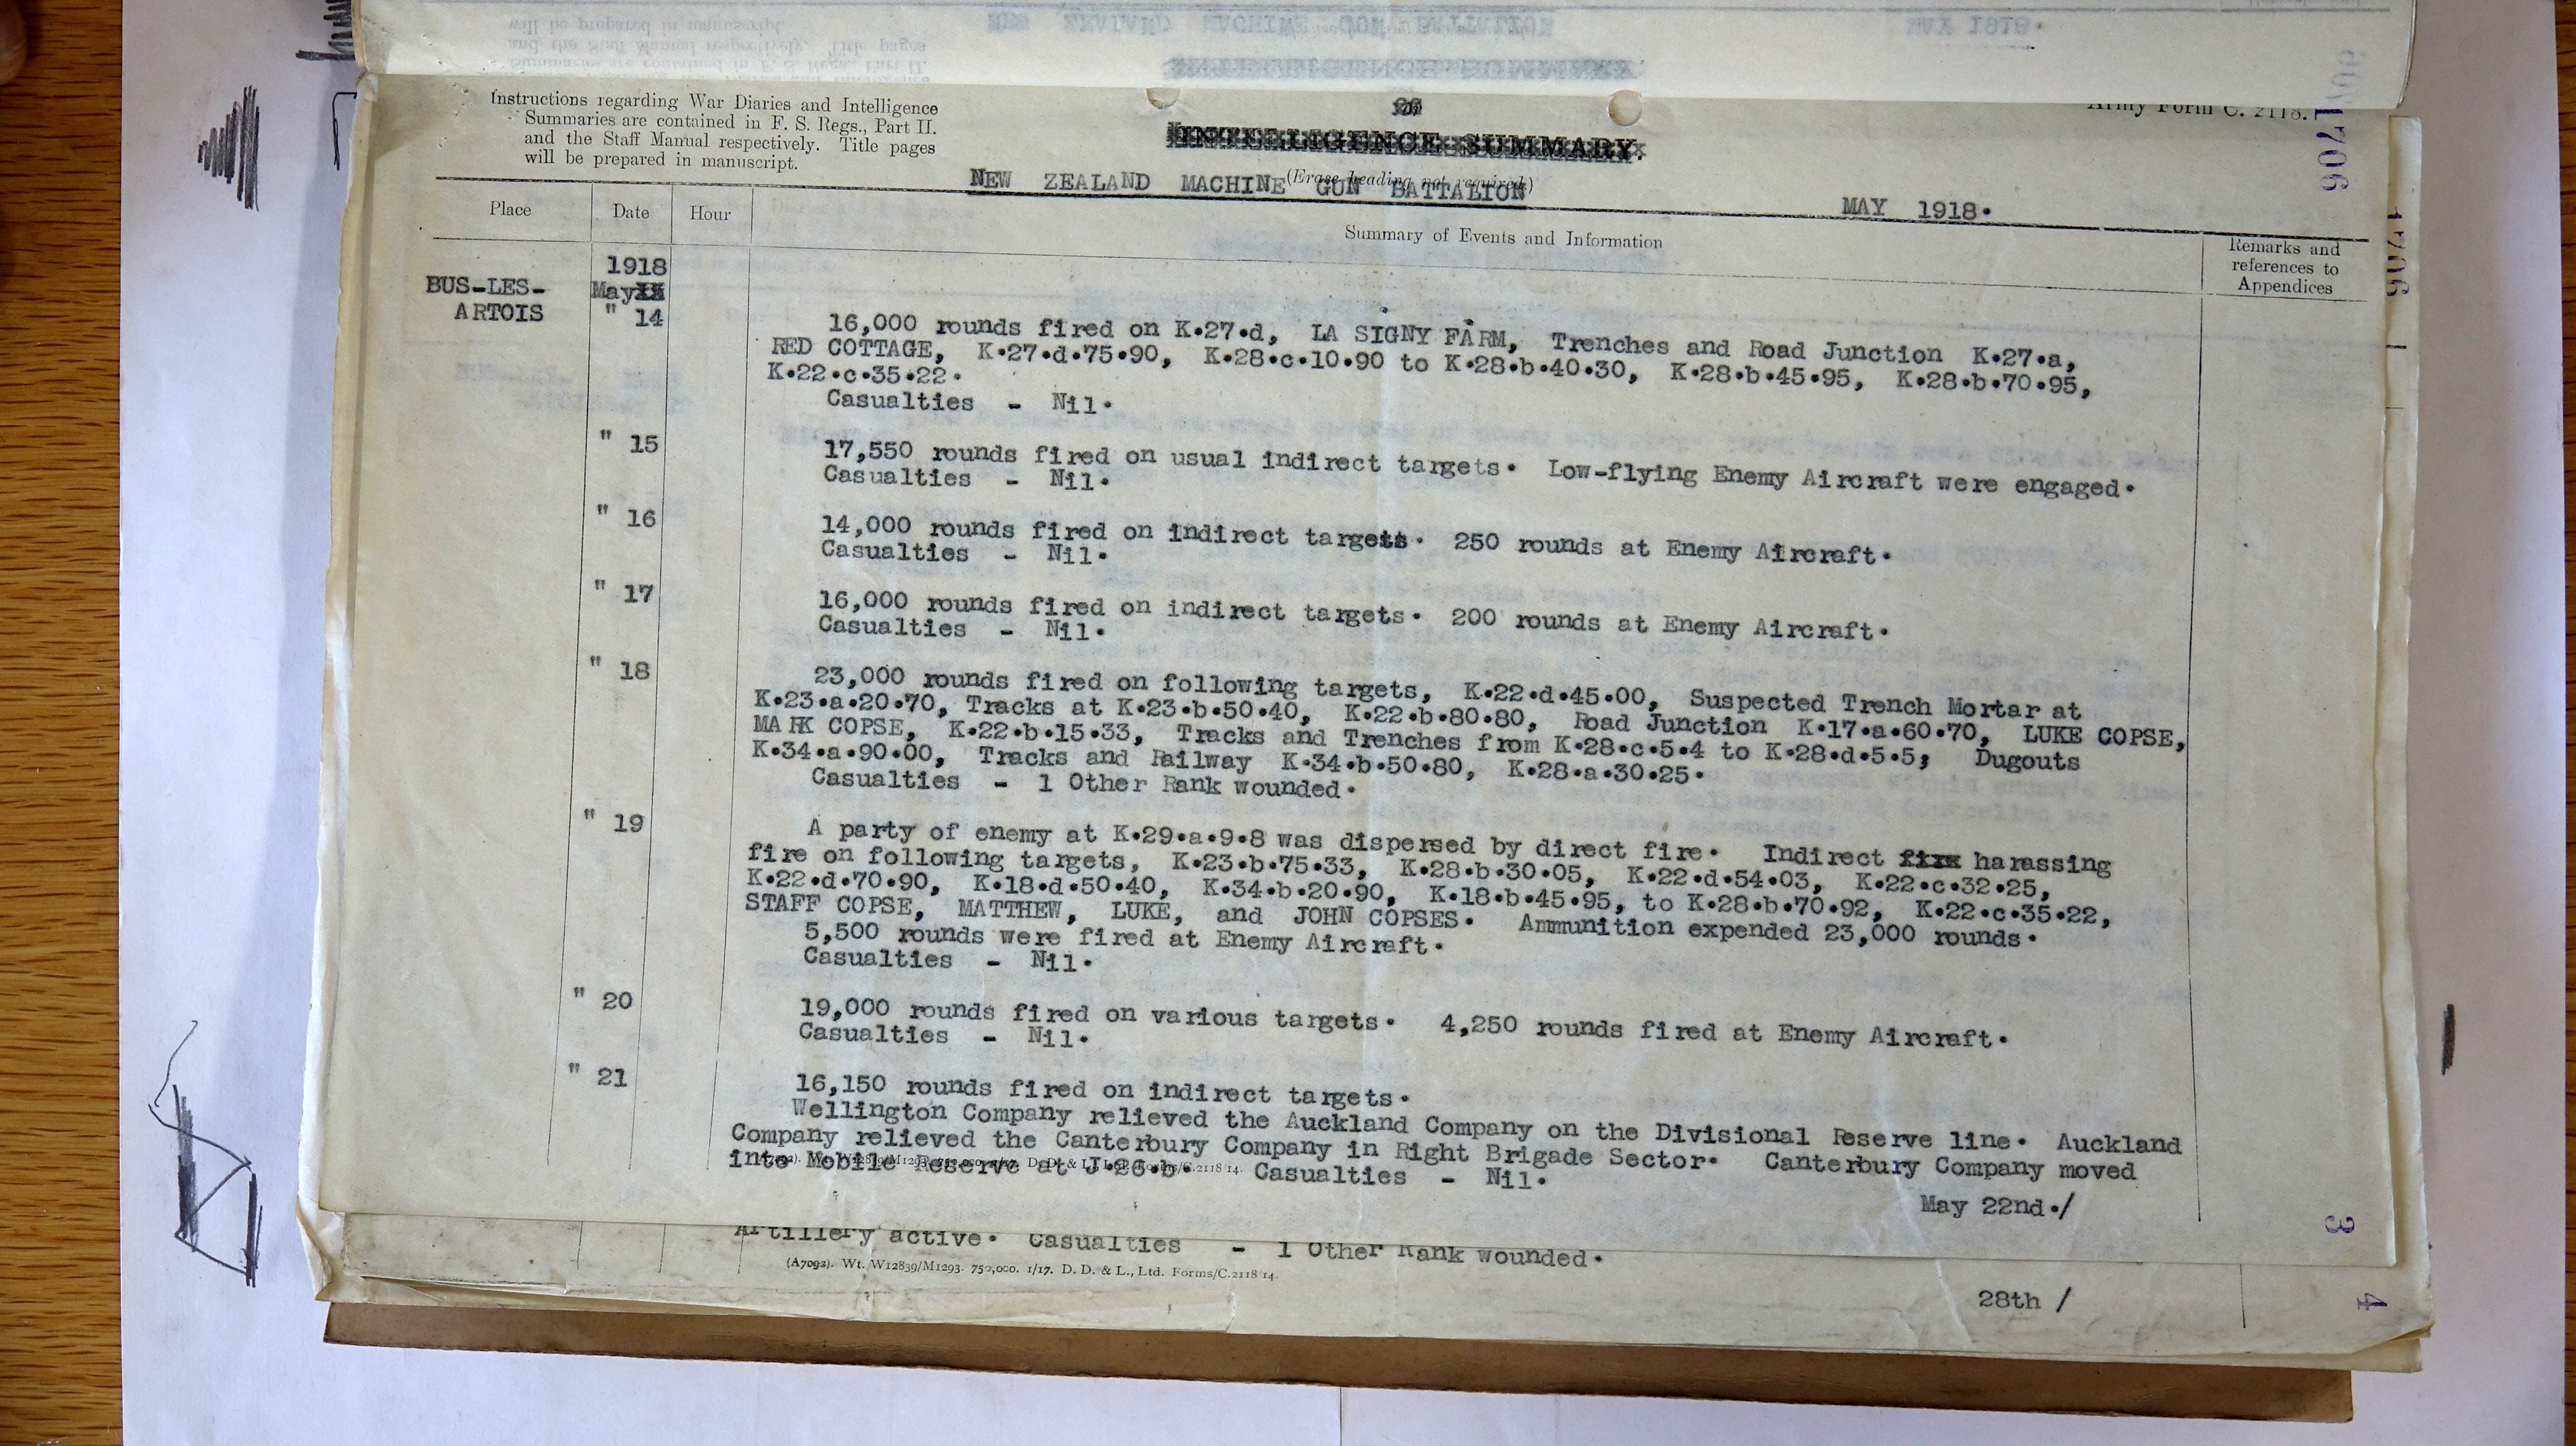 Instructions regarding War Diaries and Intelligence
Summaries are contained in F. S. Regs., Part II.
and the Staff Manual respectively. Title pages
will be prepared in manuscript.
Army Form C. 2118.
INTELLIGENCE SUMMARY.
(Erase heading not required.)
NEW ZEALAND MACHINE GUN BATTALION
MAY 1918.
Place Date Hour Summary of Events and Information Remarks and references to Appendices
1918
BUS-LES- May
ARTOIS " 14
16,000 rounds fired on K.27.d, LA SIGNY FARM, Trenches and Road Junction K.27.a,
RED COTTAGE, K.27.d.75.90, K.28.c.10.90 to K.28.b.40.30, K.28.b.45.95, K.28.b.70.95,
K.22.c.35.22.
Casualties - Nil.
" 15
17,550 rounds fired on usual indirect targets. Low-flying Enemy Aircraft were engaged.
Casualties - Nil.
" 16
14,000 rounds fired on indirect targets. 250 rounds at Enemy Aircraft.
Casualties - Nil.
" 17
16,000 rounds fired on indirect targets. 200 rounds at Enemy Aircraft.
Casualties - Nil.
" 18
23,000 rounds fired on following targets, K.22.d.45.00, Suspected Trench Mortar at
K.23.a.20.70, Tracks at K.23.b.50.40, K.22.b.80.80, Road Junction K.17.a.60.70, LUKE COPSE,
MARK COPSE, K.22.b.15.33, Tracks and Trenches from K.28.c.5.4 to K.28.d.5.5; Dugouts
K.34.a.90.00, Tracks and Railway K.34.b.50.80, K.28.a.30.25.
Casualties - 1 Other Rank wounded.
" 19
A party of enemy at K.29.a.9.8 was dispersed by direct fire. Indirect harassing
fire on following targets, K.23.b.75.33, K.28.b.30.05, K.22.d.54.03, K.22.c.32.25,
K.22.d.70.90, K.18.d.50.40, K.34.b.20.90, K.18.b.45.95, to K.28.b.70.92, K.22.c.35.22,
STAFF COPSE, MATTHEW, LUKE, and JOHN COPSES. Ammunition expended 23,000 rounds.
5,500 rounds were fired at Enemy Aircraft.
Casualties - Nil.
" 20
19,000 rounds fired on various targets. 4,250 rounds fired at Enemy Aircraft.
Casualties - Nil.
" 21
16,150 rounds fired on indirect targets.
Wellington Company relieved the Auckland Company on the Divisional Reserve line. Auckland
Company relieved the Canterbury Company in Right Brigade Sector. Canterbury Company moved
into Mobile Reserve at J.26.b. Casualties - Nil.
May 22nd./
3
Artillery active. Casualties - 1 Other Rank wounded.
(A7092). Wt. W12839/M1293. 750,000. 1/17. D. D. & L., Ltd. Forms/C.2118/14.
28th /
4